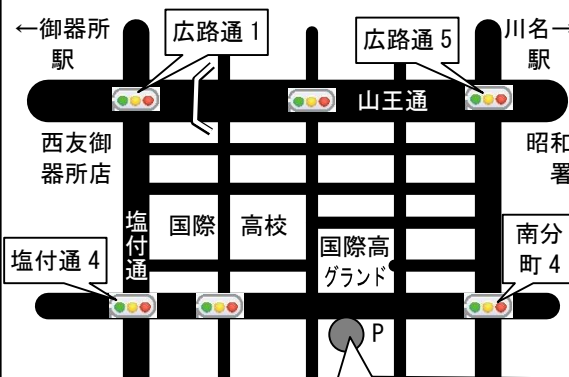 ←御器所
駅
広路通 1
広路通 5
川名→
駅
山王通
西友御
器所店
昭和
署
塩付通
国際
高校
国際高
グランド
塩付通 4
南分
町 4
P